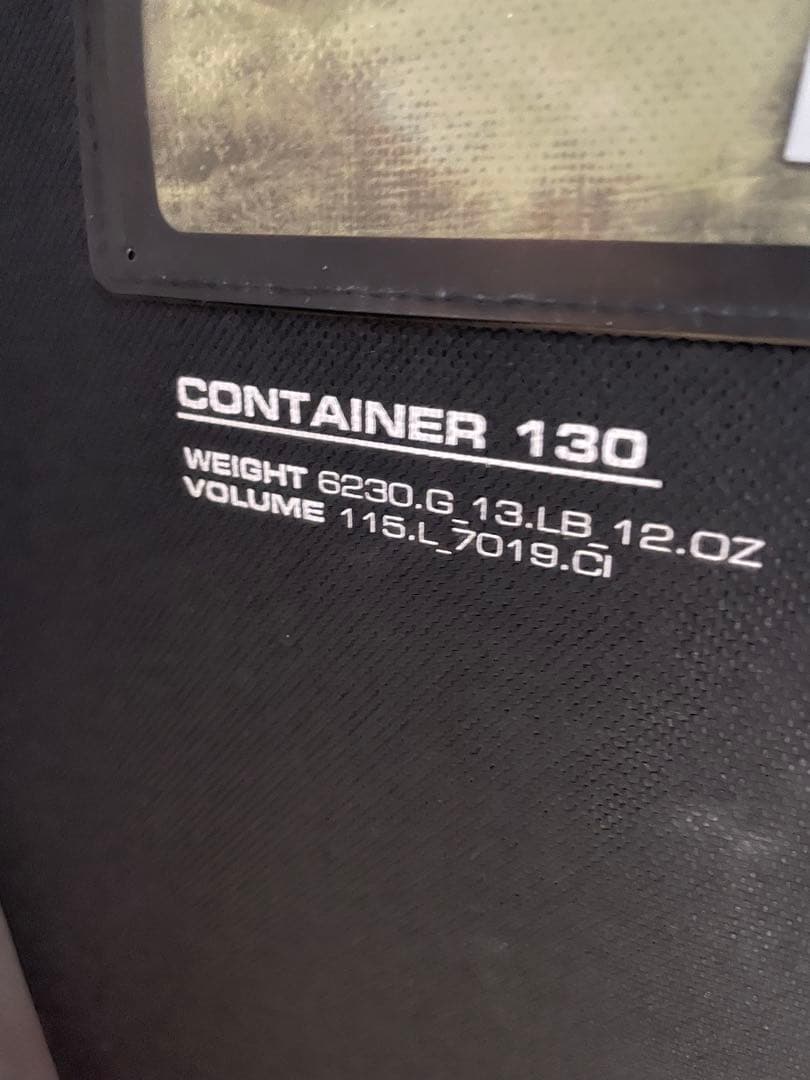 CONTAINER 130
WEIGHT 6230.G_13.LB_12.OZ
VOLUME 115.L_7019.CI